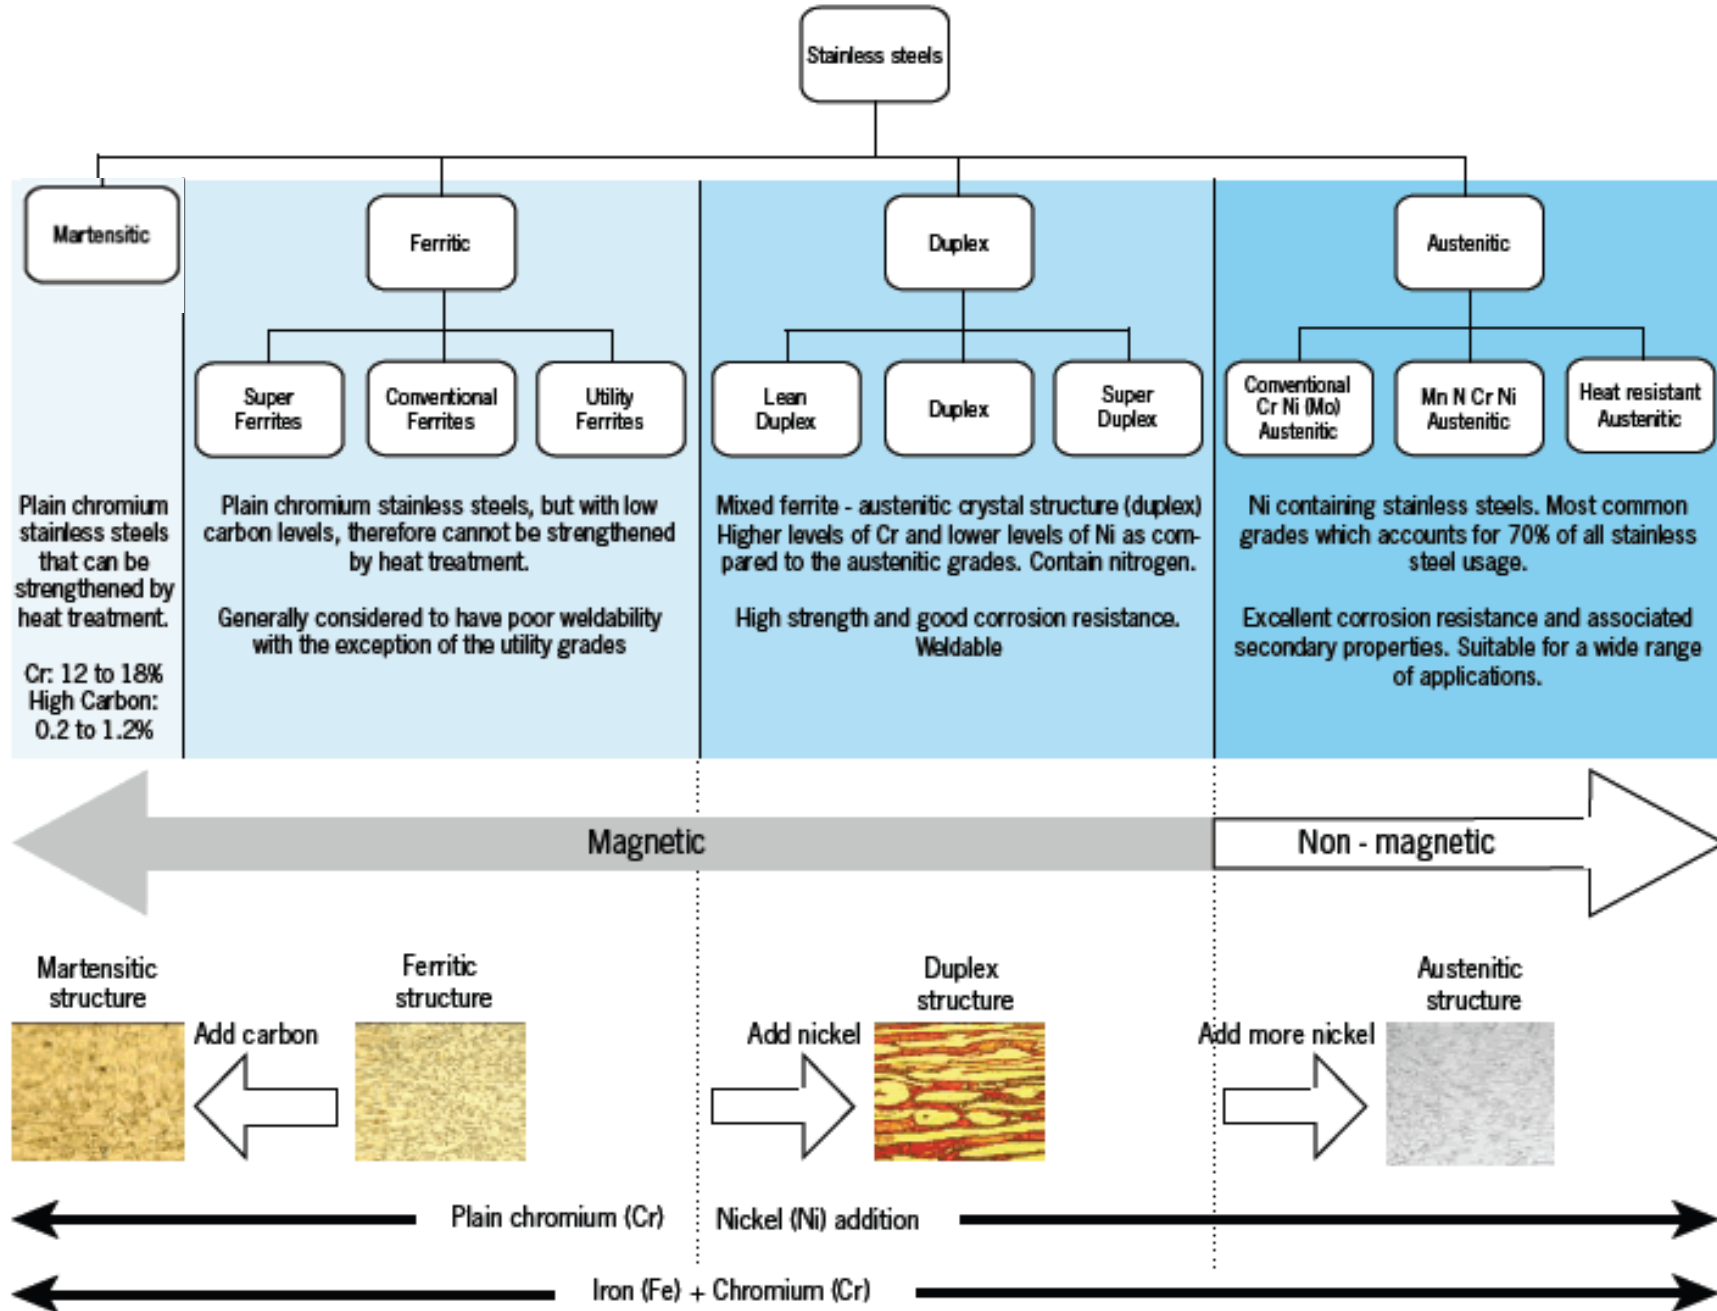 Stainless steels
Martensitic
Ferritic
Duplex
Austenitic
Super
Ferrites
Conventional
Ferrites
Utility
Ferrites
Lean
Duplex
Duplex
Super
Duplex
Conventional
Cr Ni (Mo)
Austenitic
Mn N Cr Ni
Austenitic
Heat resistant
Austenitic
Plain chromium
stainless steels
that can be
strengthened by
heat treatment.
Cr: 12 to 18%
High Carbon:
0.2 to 1.2%
Plain chromium stainless steels, but with low
carbon levels, therefore cannot be strengthened
by heat treatment.
Generally considered to have poor weldability
with the exception of the utility grades
Mixed ferrite - austenitic crystal structure (duplex)
Higher levels of Cr and lower levels of Ni as com-
pared to the austenitic grades. Contain nitrogen.
High strength and good corrosion resistance.
Weldable
Ni containing stainless steels. Most common
grades which accounts for 70% of all stainless
steel usage.
Excellent corrosion resistance and associated
secondary properties. Suitable for a wide range
of applications.
Magnetic
Non - magnetic
Martensitic
structure
Add carbon
Ferritic
structure
Add nickel
Duplex
structure
Add more nickel
Austenitic
structure
Plain chromium (Cr)
Nickel (Ni) addition
Iron (Fe) + Chromium (Cr)